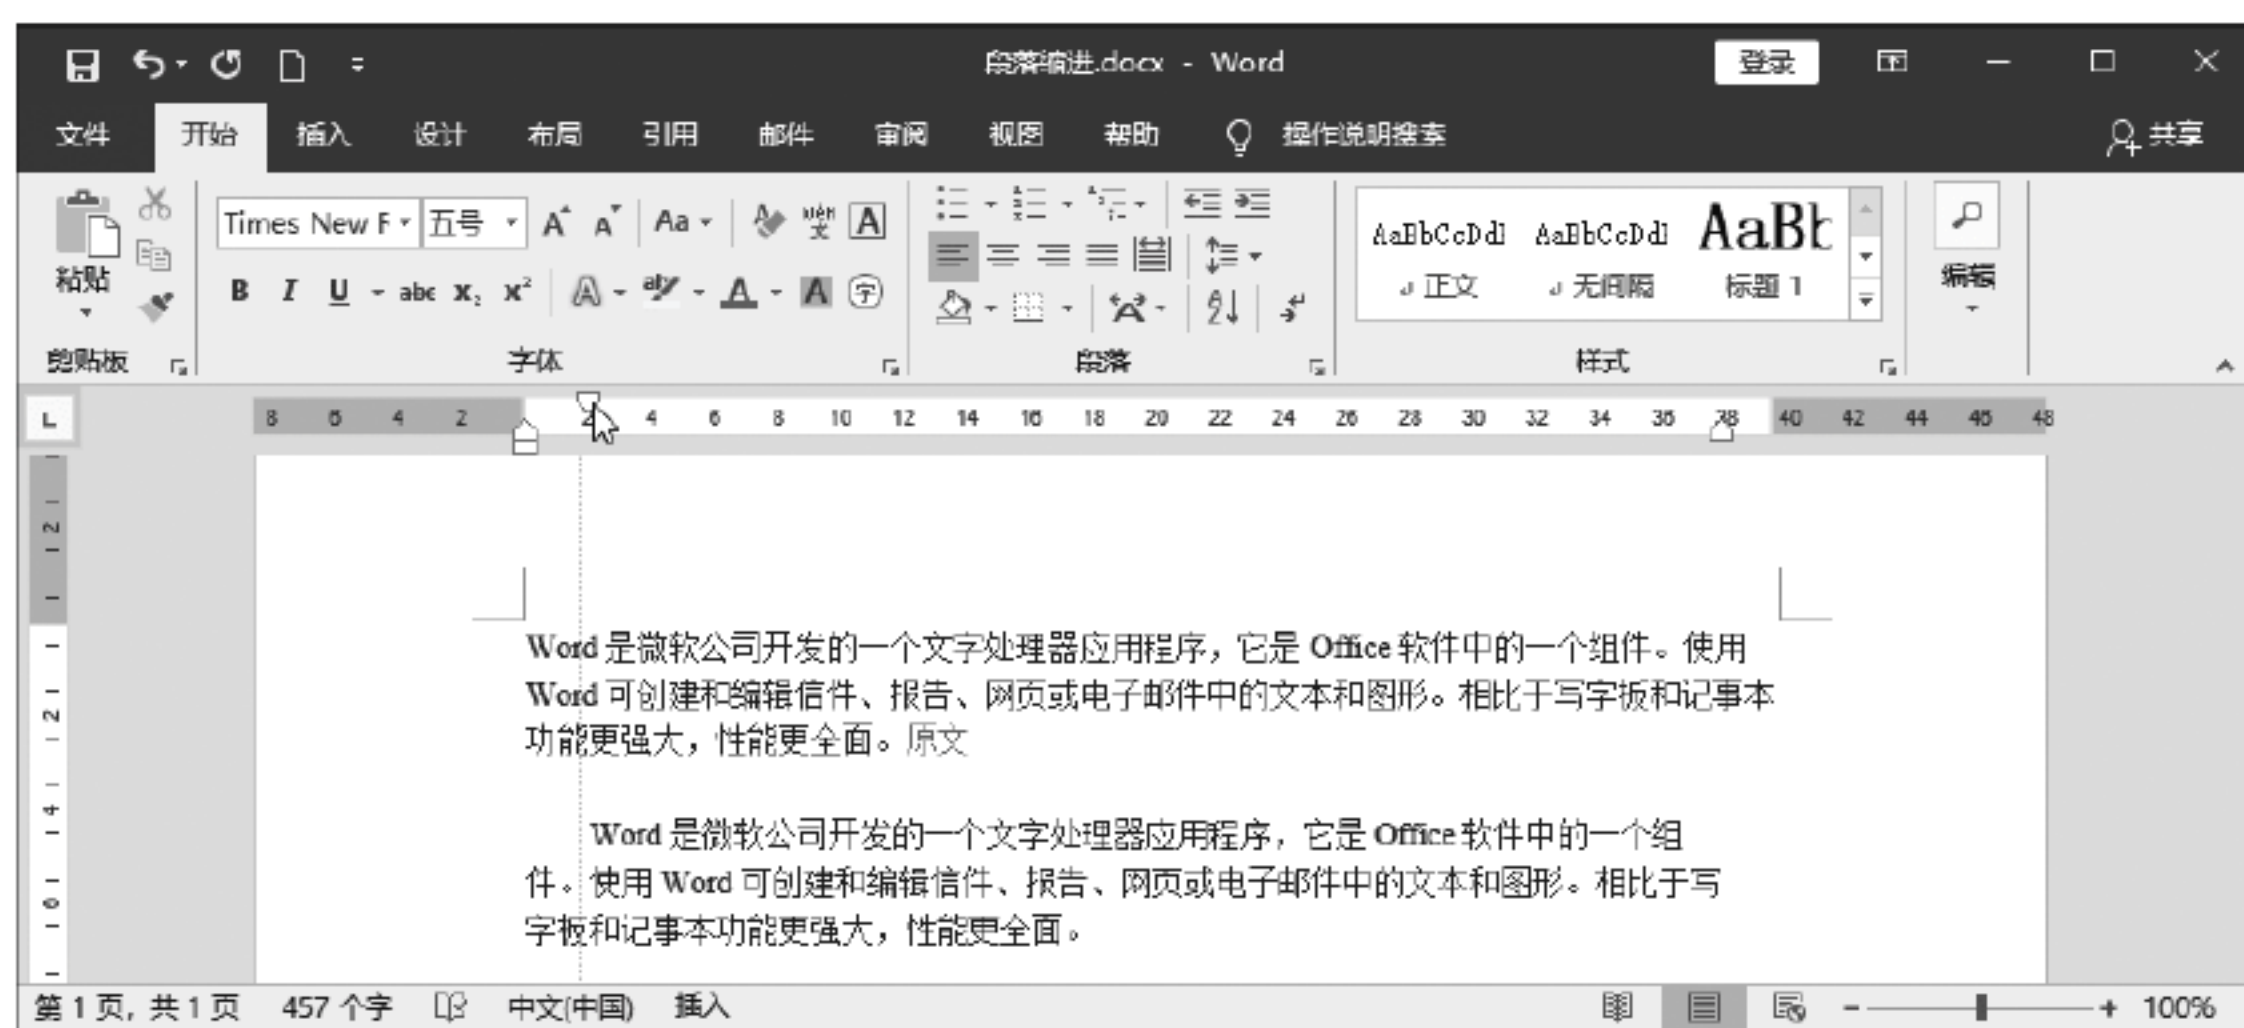 段落缩进.docx - Word 登录
文件 开始 插入 设计 布局 引用 邮件 审阅 视图 帮助 操作说明搜索 共享
Times New F 五号 Aa wén 文 A
粘贴
B I U abc X₂ X² A aby A A 字
AaBbCcDdI AaBbCcDdI AaBb
正文 无间隔 标题 1
编辑
剪贴板 字体 段落 样式
L 8 6 4 2 2 4 6 8 10 12 14 16 18 20 22 24 26 28 30 32 34 36 38 40 42 44 46 48
2
Word 是微软公司开发的一个文字处理器应用程序，它是 Office 软件中的一个组件。使用
Word 可创建和编辑信件、报告、网页或电子邮件中的文本和图形。相比于写字板和记事本
2
功能更强大，性能更全面。原文
4
Word 是微软公司开发的一个文字处理器应用程序，它是 Office 软件中的一个组
件。使用 Word 可创建和编辑信件、报告、网页或电子邮件中的文本和图形。相比于写
6
字板和记事本功能更强大，性能更全面。
第 1 页, 共 1 页 457 个字 中文(中国) 插入 100%